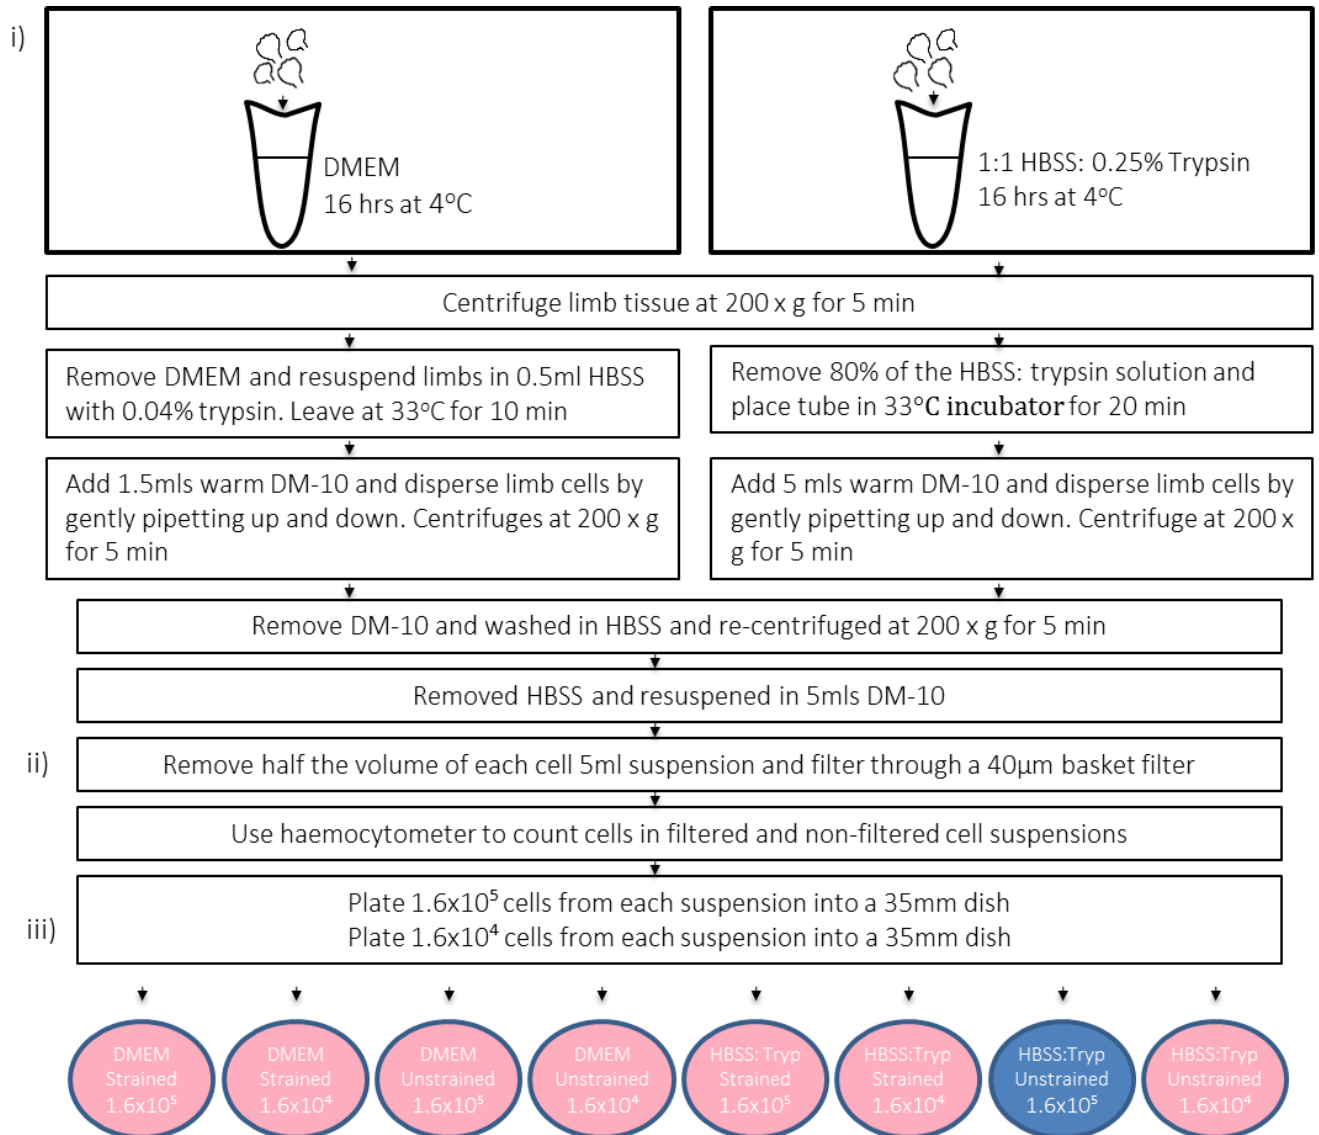 i)
DMEM
16 hrs at 4°C
1:1 HBSS: 0.25% Trypsin
16 hrs at 4°C
Centrifuge limb tissue at 200 x g for 5 min
Remove DMEM and resuspend limbs in 0.5ml HBSS
with 0.04% trypsin. Leave at 33°C for 10 min
Remove 80% of the HBSS: trypsin solution and
place tube in 33°C incubator for 20 min
Add 1.5mls warm DM-10 and disperse limb cells by
gently pipetting up and down. Centrifuges at 200 x g
for 5 min
Add 5 mls warm DM-10 and disperse limb cells by
gently pipetting up and down. Centrifuge at 200 x
g for 5 min
Remove DM-10 and washed in HBSS and re-centrifuged at 200 x g for 5 min
Removed HBSS and resuspened in 5mls DM-10
ii)
Remove half the volume of each cell 5ml suspension and filter through a 40µm basket filter
Use haemocytometer to count cells in filtered and non-filtered cell suspensions
iii)
Plate 1.6x10⁵ cells from each suspension into a 35mm dish
Plate 1.6x10⁴ cells from each suspension into a 35mm dish
DMEM
Strained
1.6x10⁵
DMEM
Strained
1.6x10⁴
DMEM
Unstrained
1.6x10⁵
DMEM
Unstrained
1.6x10⁴
HBSS: Tryp
Strained
1.6x10⁵
HBSS:Tryp
Strained
1.6x10⁴
HBSS:Tryp
Unstrained
1.6x10⁵
HBSS:Tryp
Unstrained
1.6x10⁴